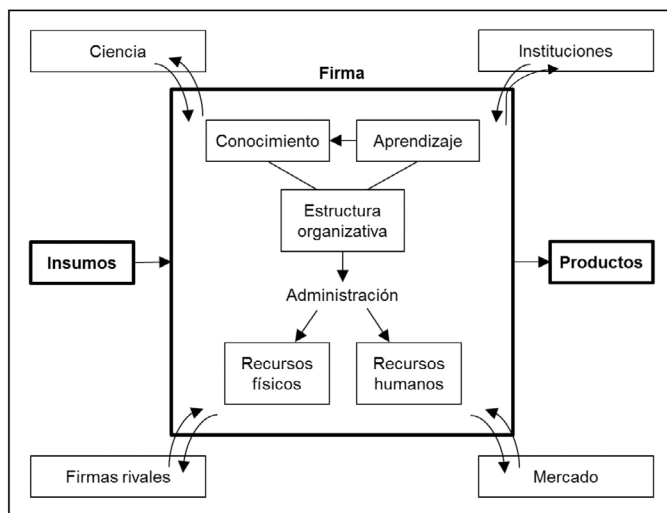 Ciencia
Instituciones
Firma
Conocimiento
Aprendizaje
Estructura
organizativa
Insumos
Productos
Administración
Recursos
físicos
Recursos
humanos
Firmas rivales
Mercado